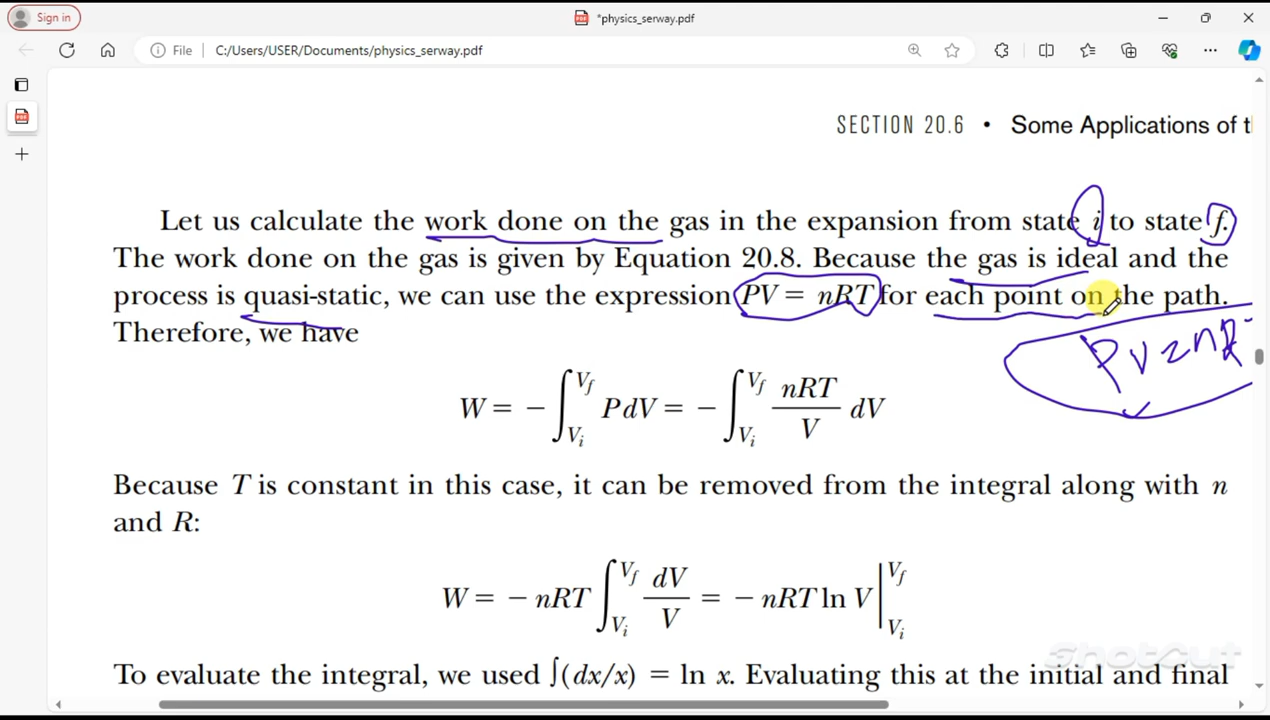 Sign in
*physics_serway.pdf
File
C:/Users/USER/Documents/physics_serway.pdf
SECTION 20.6 • Some Applications of t
Let us calculate the work done on the gas in the expansion from state i to state f.
The work done on the gas is given by Equation 20.8. Because the gas is ideal and the
process is quasi-static, we can use the expression PV = nRT for each point on the path.
Therefore, we have
PV = nR
W = − ∫_{V_i}^{V_f} P dV = − ∫_{V_i}^{V_f} nRT/V dV
Because T is constant in this case, it can be removed from the integral along with n
and R:
W = − nRT ∫_{V_i}^{V_f} dV/V = − nRT ln V |_{V_i}^{V_f}
To evaluate the integral, we used ∫(dx/x) = ln x. Evaluating this at the initial and final
shotcut